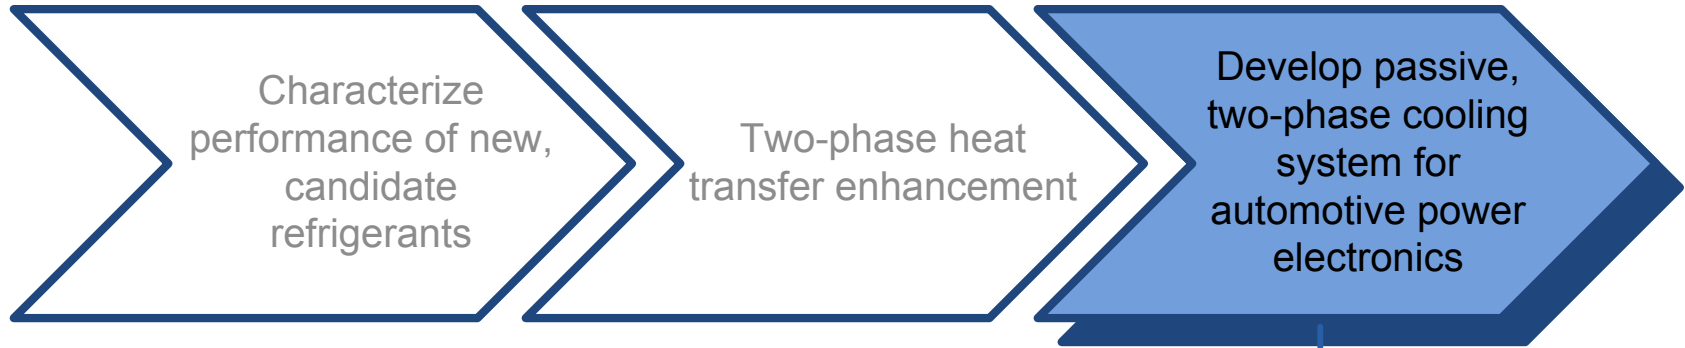 Characterize
performance of new,
candidate
refrigerants
Two-phase heat
transfer enhancement
Develop passive,
two-phase cooling
system for
automotive power
electronics